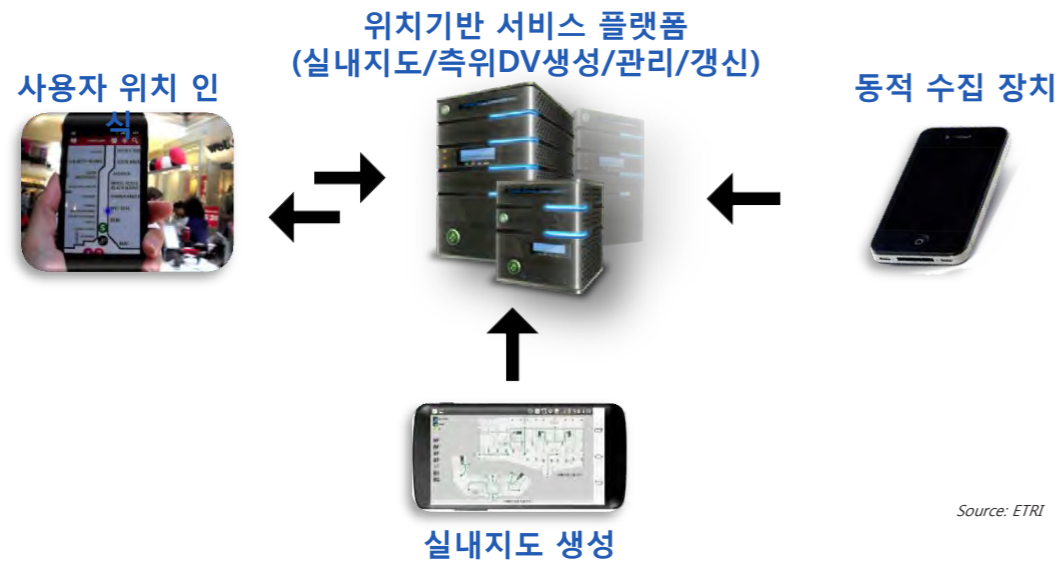 위치기반 서비스 플랫폼
(실내지도/측위DV생성/관리/갱신)
사용자 위치 인
식
동적 수집 장치
실내지도 생성
Source: ETRI